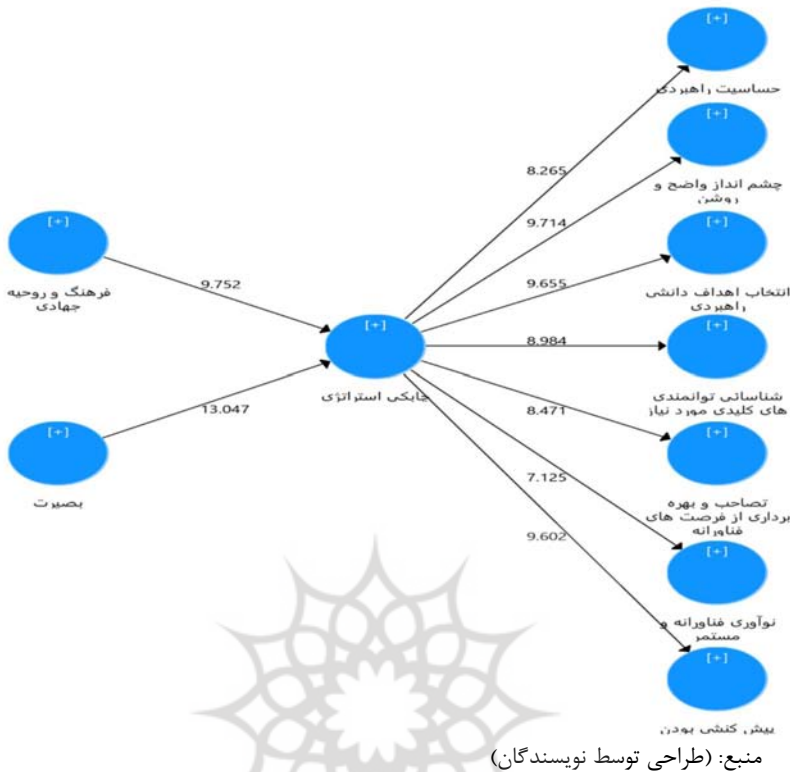 [+]
حساسیت راهبردی
[+]
8.265
چشم انداز واضح و
روشن
9.714
[+]
[+]
فرهنگ و روحیه
جهادی
9.752
9.655
انتخاب اهداف دانشی
راهبردی
[+]
[+]
چابکی استراتژی
8.984
شناسائی توانمندی
های کلیدی مورد نیاز
13.047
8.471
[+]
[+]
بصیرت
7.125
تصاحب و بهره
برداری از فرصت های
فناورانه
9.602
[+]
نوآوری فناورانه و
مستمر
[+]
پیش کنشی بودن
منبع: (طراحی توسط نویسندگان)